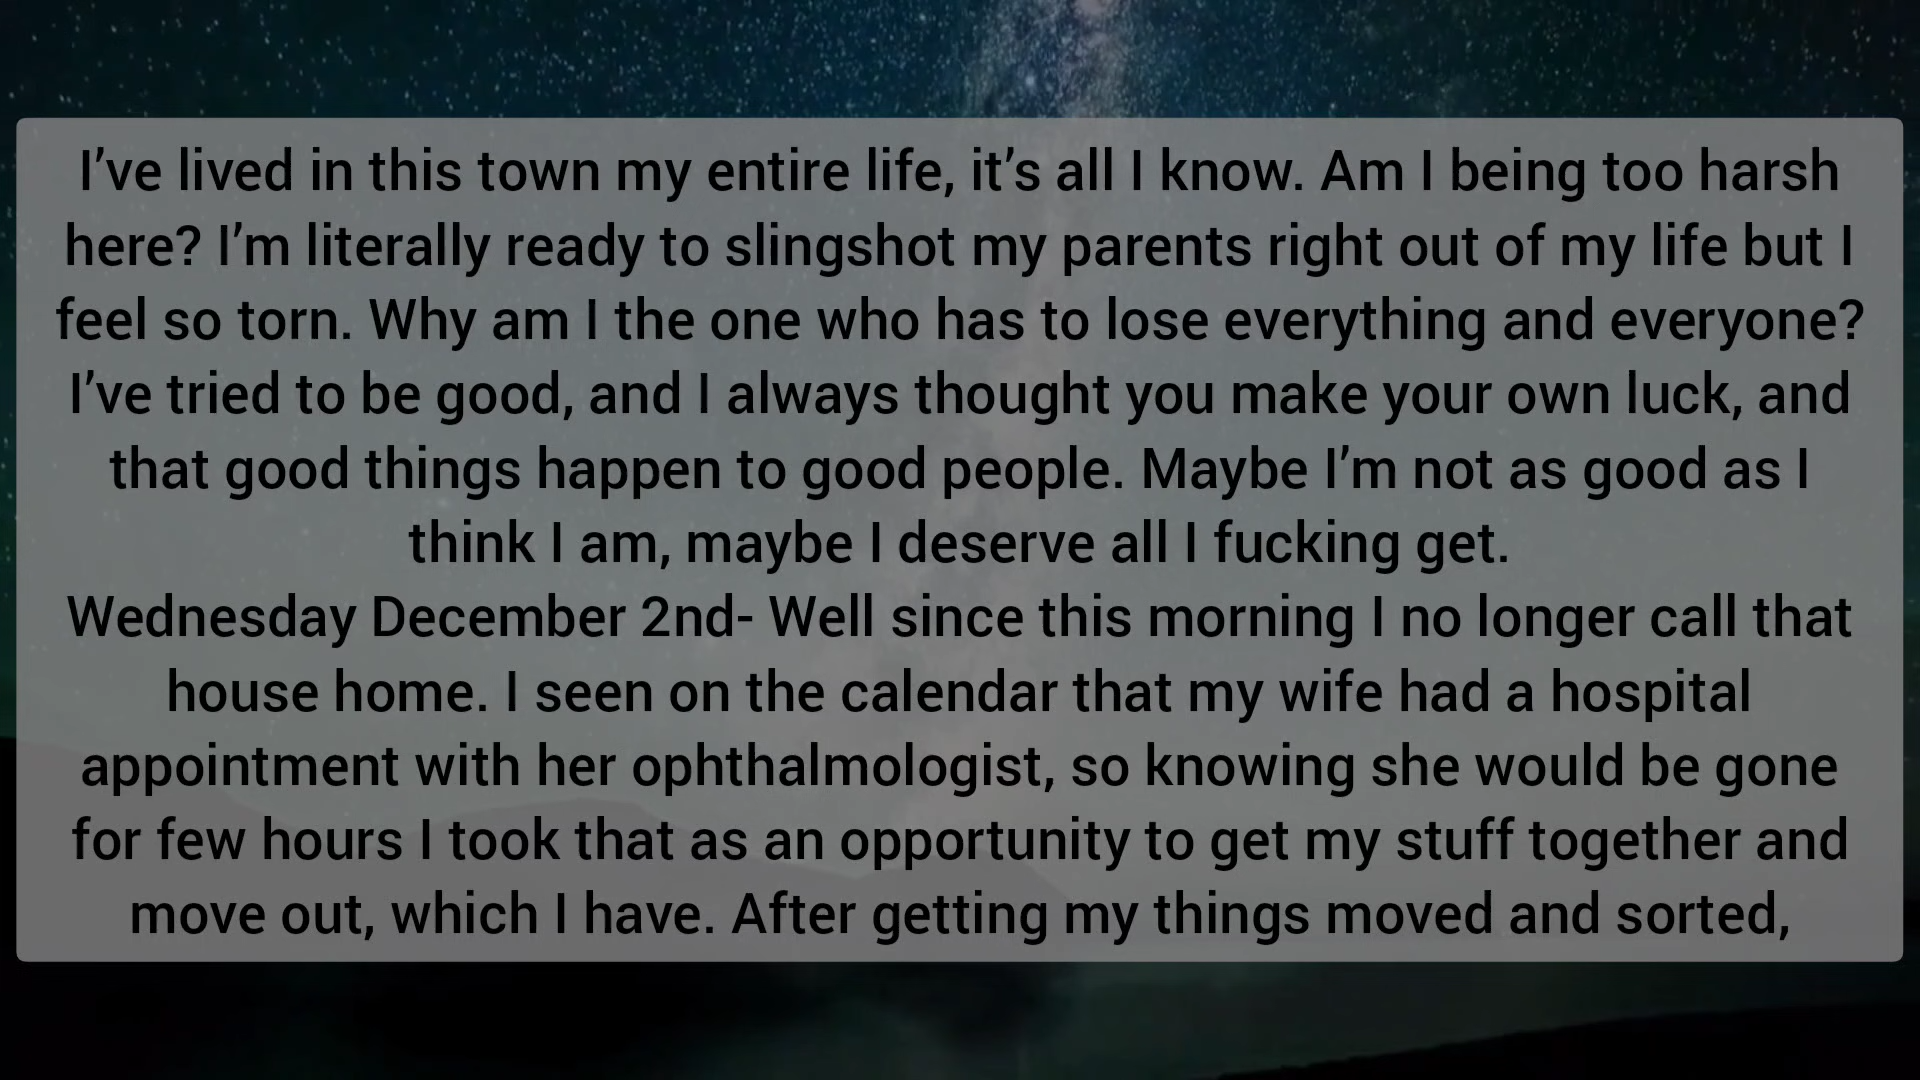 I’ve lived in this town my entire life, it’s all I know. Am I being too harsh
here? I’m literally ready to slingshot my parents right out of my life but I
feel so torn. Why am I the one who has to lose everything and everyone?
I’ve tried to be good, and I always thought you make your own luck, and
that good things happen to good people. Maybe I’m not as good as I
think I am, maybe I deserve all I fucking get.
Wednesday December 2nd- Well since this morning I no longer call that
house home. I seen on the calendar that my wife had a hospital
appointment with her ophthalmologist, so knowing she would be gone
for few hours I took that as an opportunity to get my stuff together and
move out, which I have. After getting my things moved and sorted,